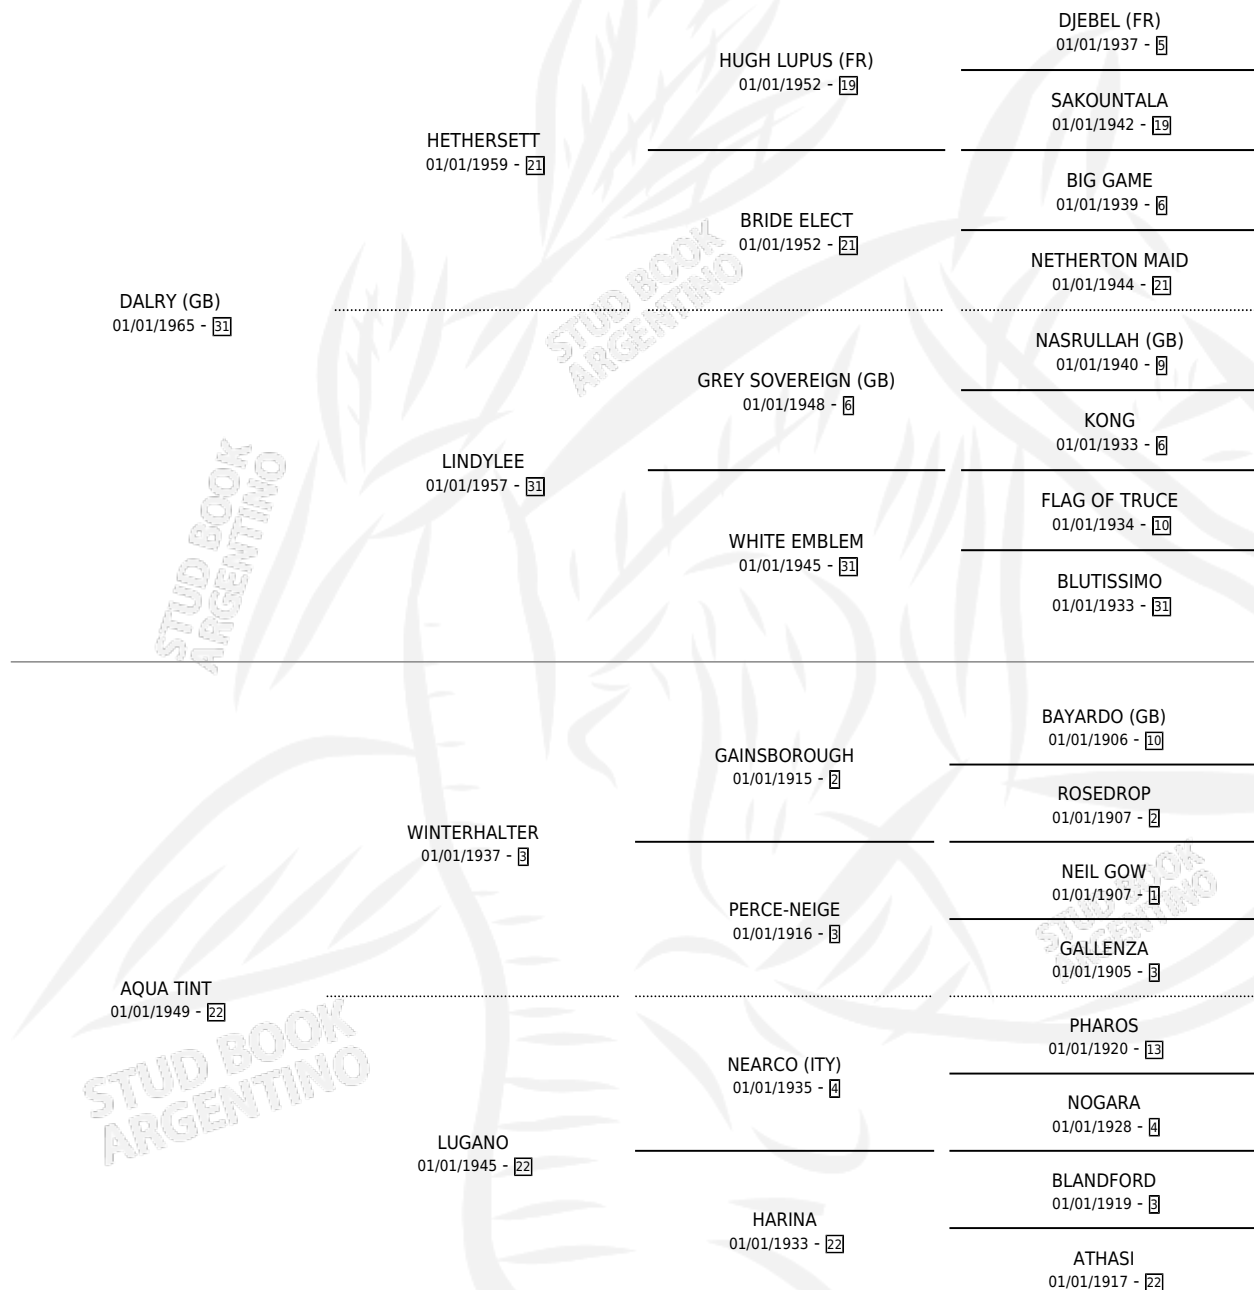 DJEBEL (FR)
01/01/1937 - 5
HUGH LUPUS (FR)
01/01/1952 - 19
SAKOUNTALA
01/01/1942 - 19
HETHERSETT
01/01/1959 - 21
BIG GAME
01/01/1939 - 6
BRIDE ELECT
01/01/1952 - 21
NETHERTON MAID
01/01/1944 - 21
DALRY (GB)
01/01/1965 - 31
NASRULLAH (GB)
01/01/1940 - 9
GREY SOVEREIGN (GB)
01/01/1948 - 6
KONG
01/01/1933 - 6
LINDYLEE
01/01/1957 - 31
FLAG OF TRUCE
01/01/1934 - 10
WHITE EMBLEM
01/01/1945 - 31
BLUTISSIMO
01/01/1933 - 31
BAYARDO (GB)
01/01/1906 - 10
GAINSBOROUGH
01/01/1915 - 2
ROSEDROP
01/01/1907 - 2
WINTERHALTER
01/01/1937 - 3
NEIL GOW
01/01/1907 - 1
PERCE-NEIGE
01/01/1916 - 3
GALLENZA
01/01/1905 - 3
AQUA TINT
01/01/1949 - 22
PHAROS
01/01/1920 - 13
NEARCO (ITY)
01/01/1935 - 4
NOGARA
01/01/1928 - 4
LUGANO
01/01/1945 - 22
BLANDFORD
01/01/1919 - 3
HARINA
01/01/1933 - 22
ATHASI
01/01/1917 - 22
STUD BOOK
ARGENTINO
STUD BOOK
ARGENTINO
STUD BOOK
ARGENTINO
STUD BOOK
ARGENTINO